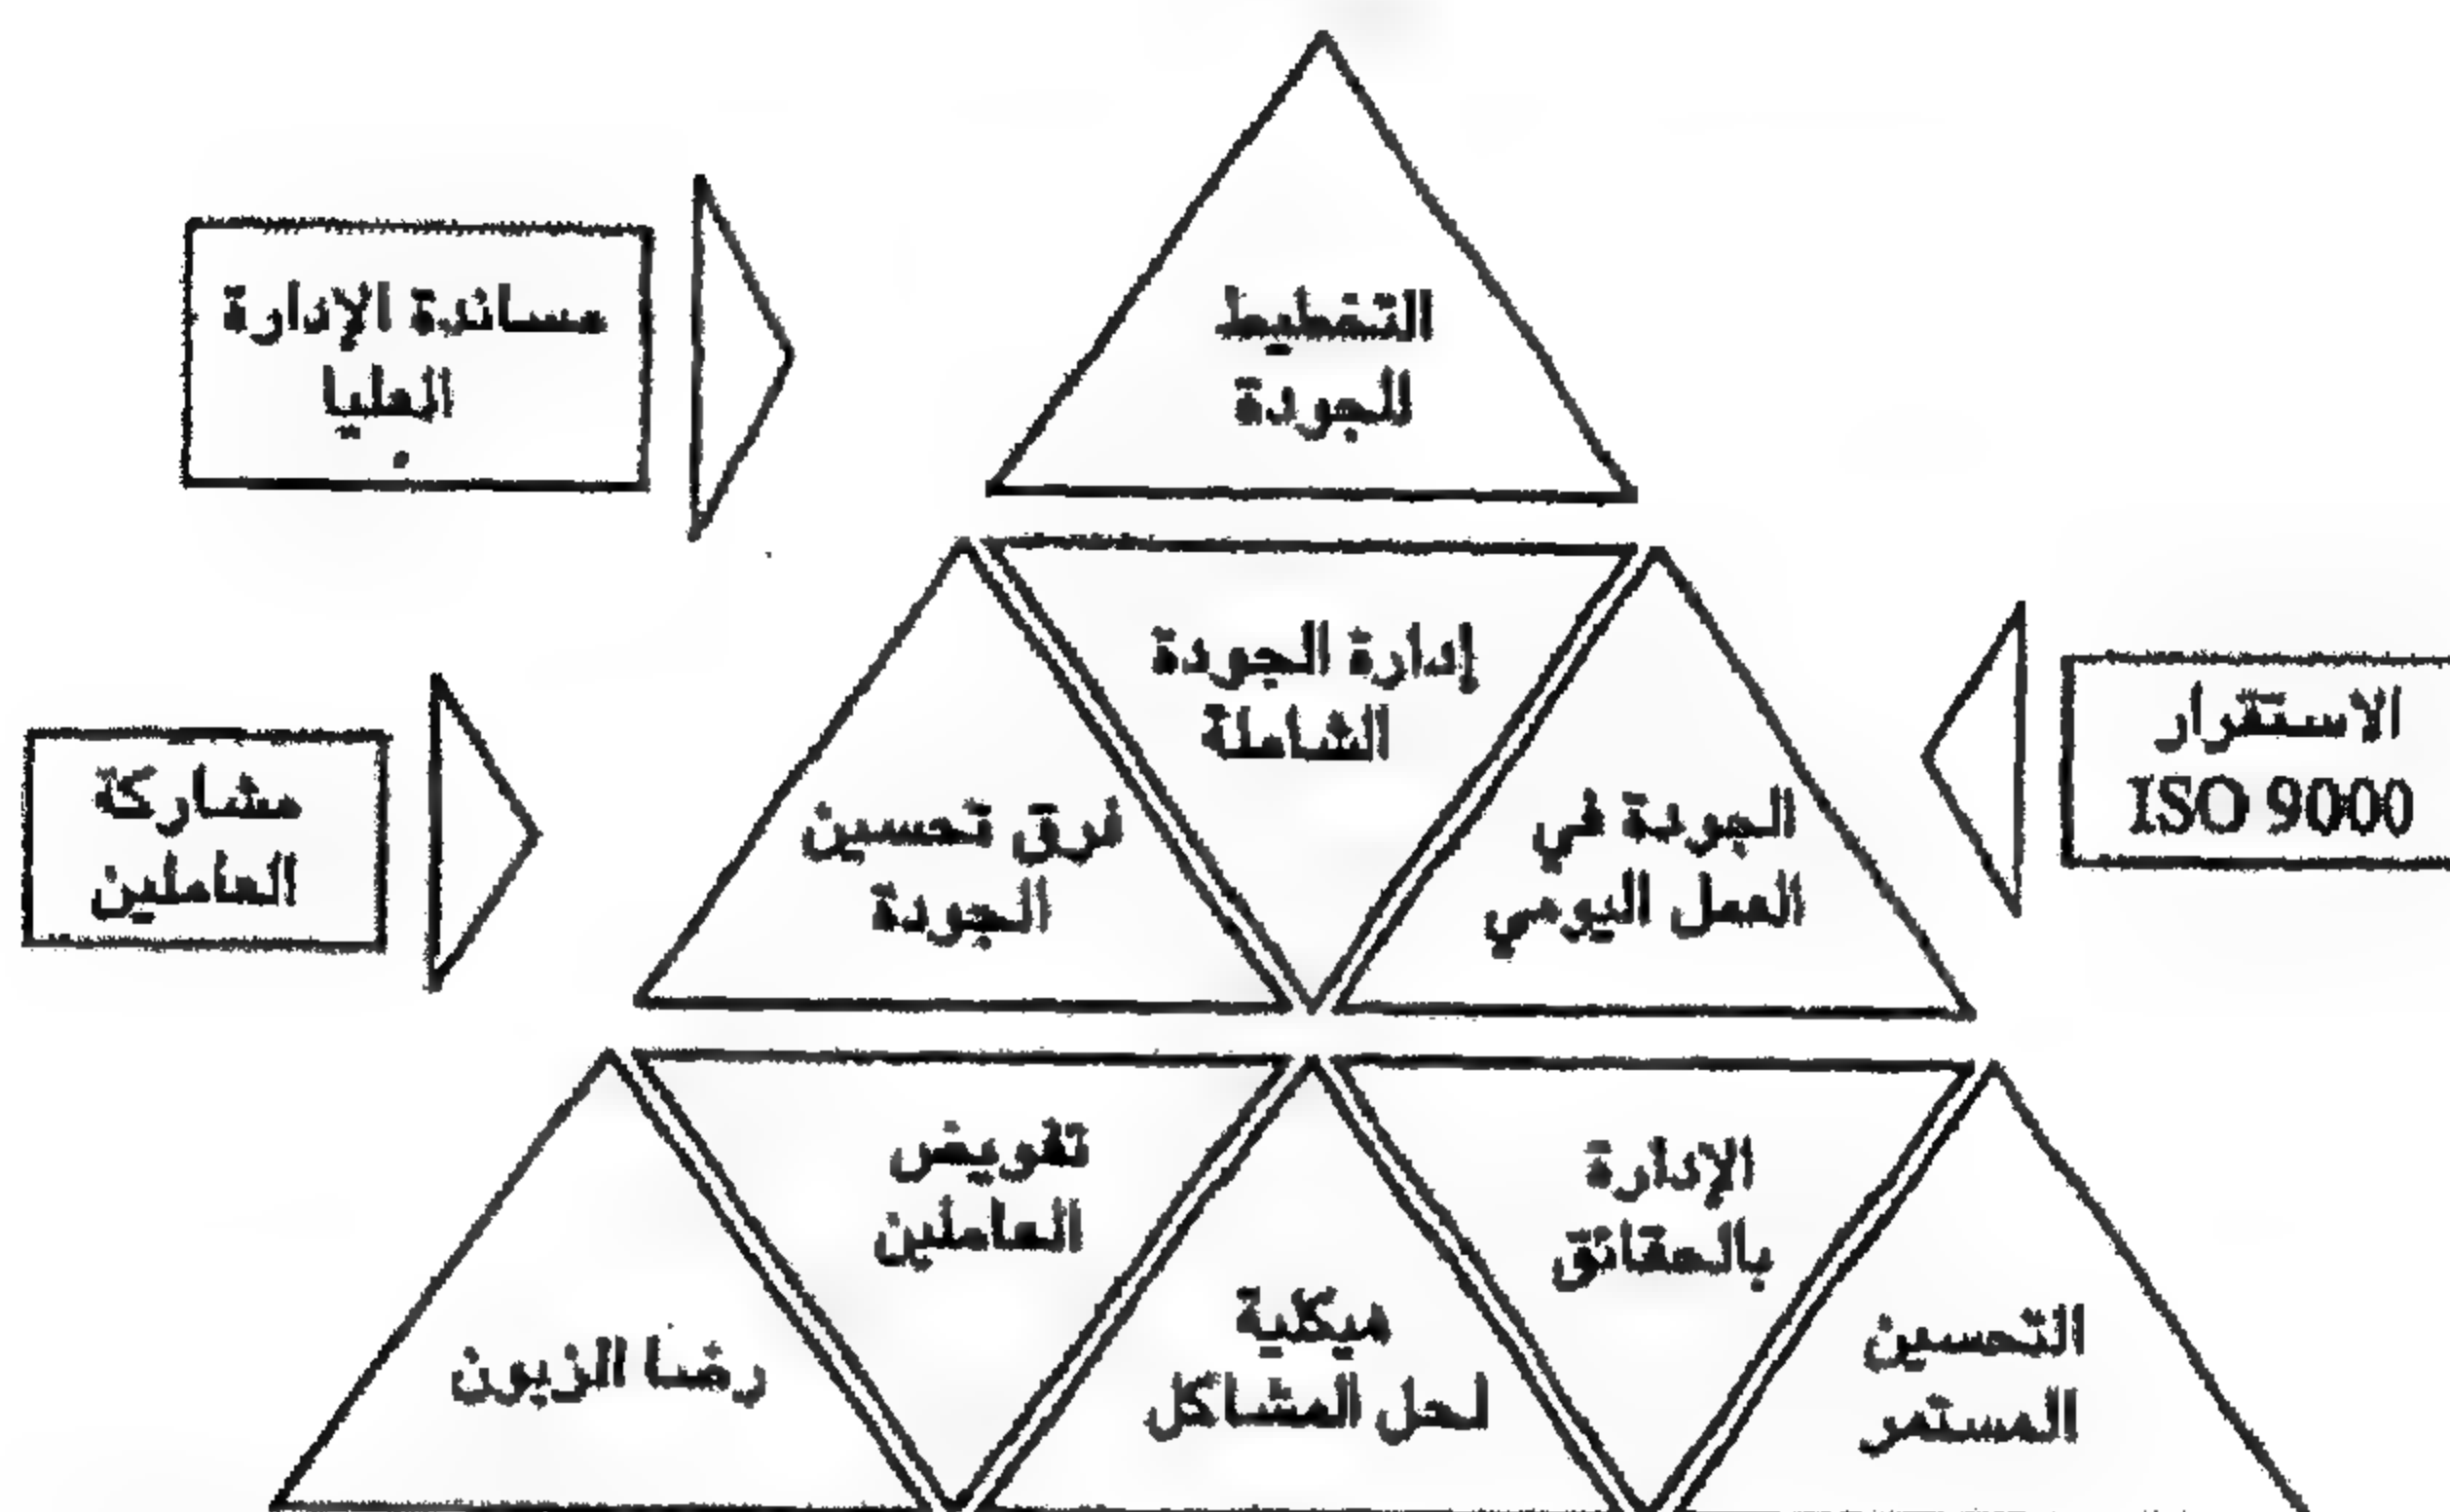 التخطيط
للجودة
مساندة الإدارة
العليا
إدارة الجودة
الشاملة
الاستقرار
ISO 9000
الجودة في
العمل اليومي
فرق تحسين
الجودة
مشاركة
العاملين
الإدارة
بالحقائق
تفويض
العاملين
التحسين
المستمر
هيكلية
لحل المشاكل
رضا الزبون